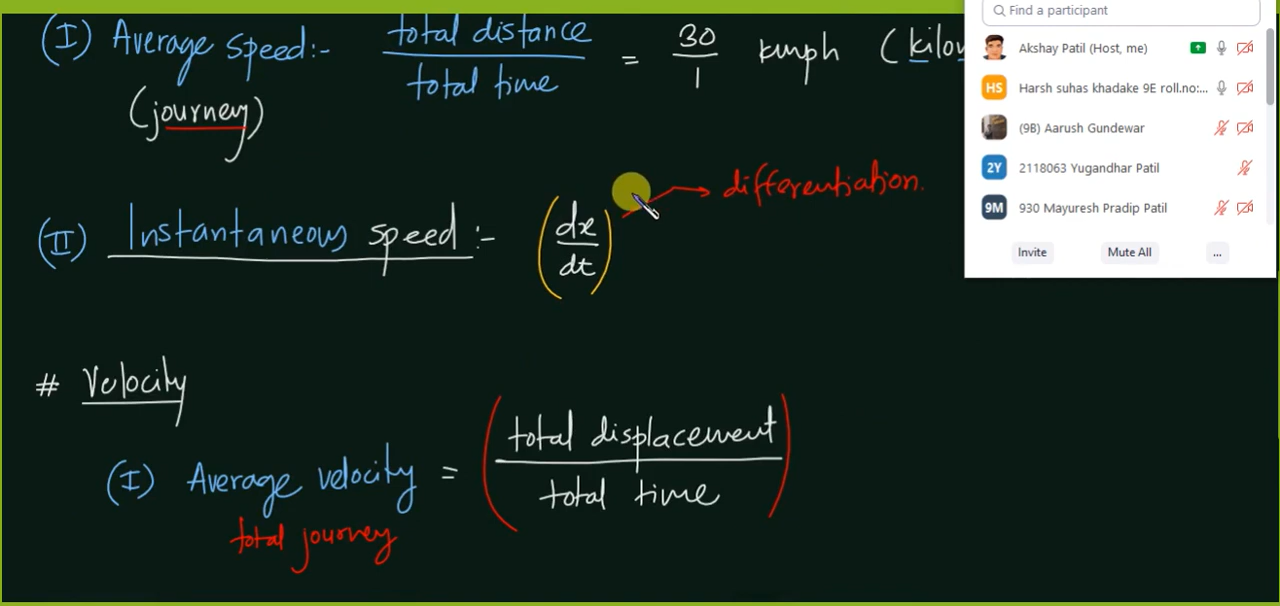 (I) Average speed:- total distance / total time = 30 / 1 kmph (kilo
(journey)
differentiation.
(II) Instantaneous speed :- (dx / dt)
# Velocity
(I) Average velocity = (total displacement / total time)
total journey
Find a participant
Akshay Patil (Host, me)
HS Harsh suhas khadake 9E roll.no:...
(9B) Aarush Gundewar
2Y 2118063 Yugandhar Patil
9M 930 Mayuresh Pradip Patil
Invite Mute All ...